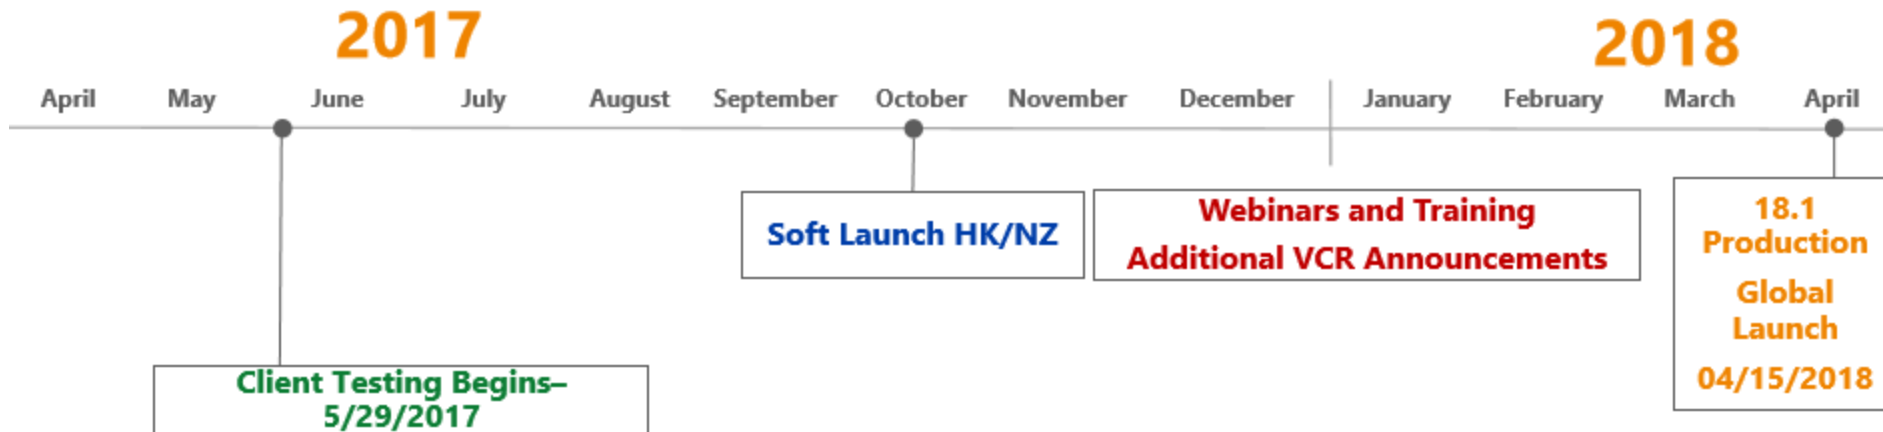 2017
2018
April May June July August September October November December January February March April
Soft Launch HK/NZ
Webinars and Training
Additional VCR Announcements
18.1
Production
Global
Launch
04/15/2018
Client Testing Begins–
5/29/2017